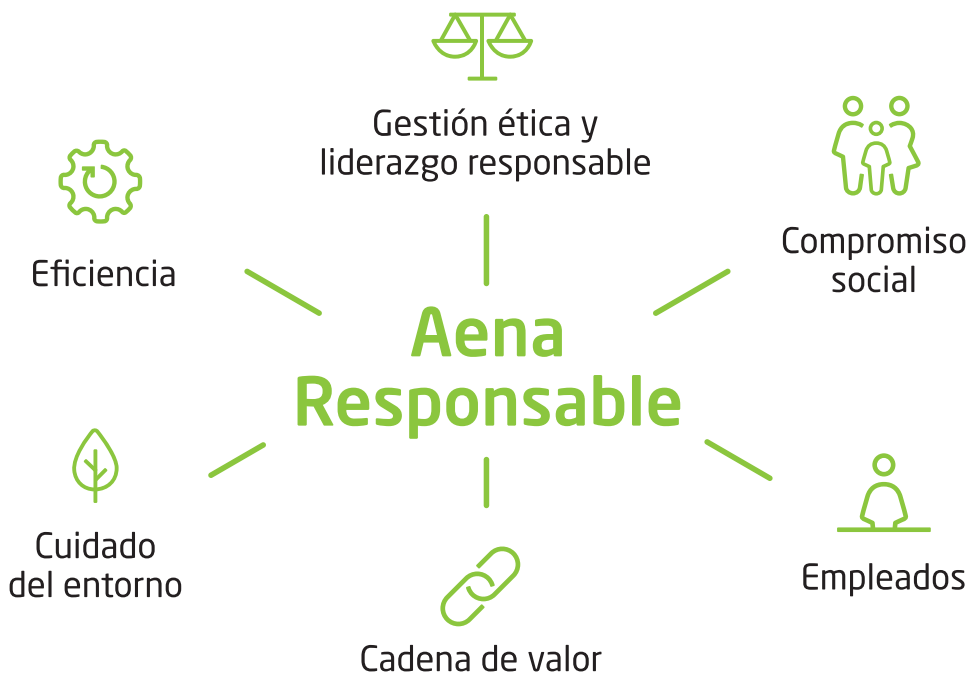 Gestión ética y
liderazgo responsable
Compromiso
social
Eficiencia
Aena
Responsable
Cuidado
del entorno
Empleados
Cadena de valor